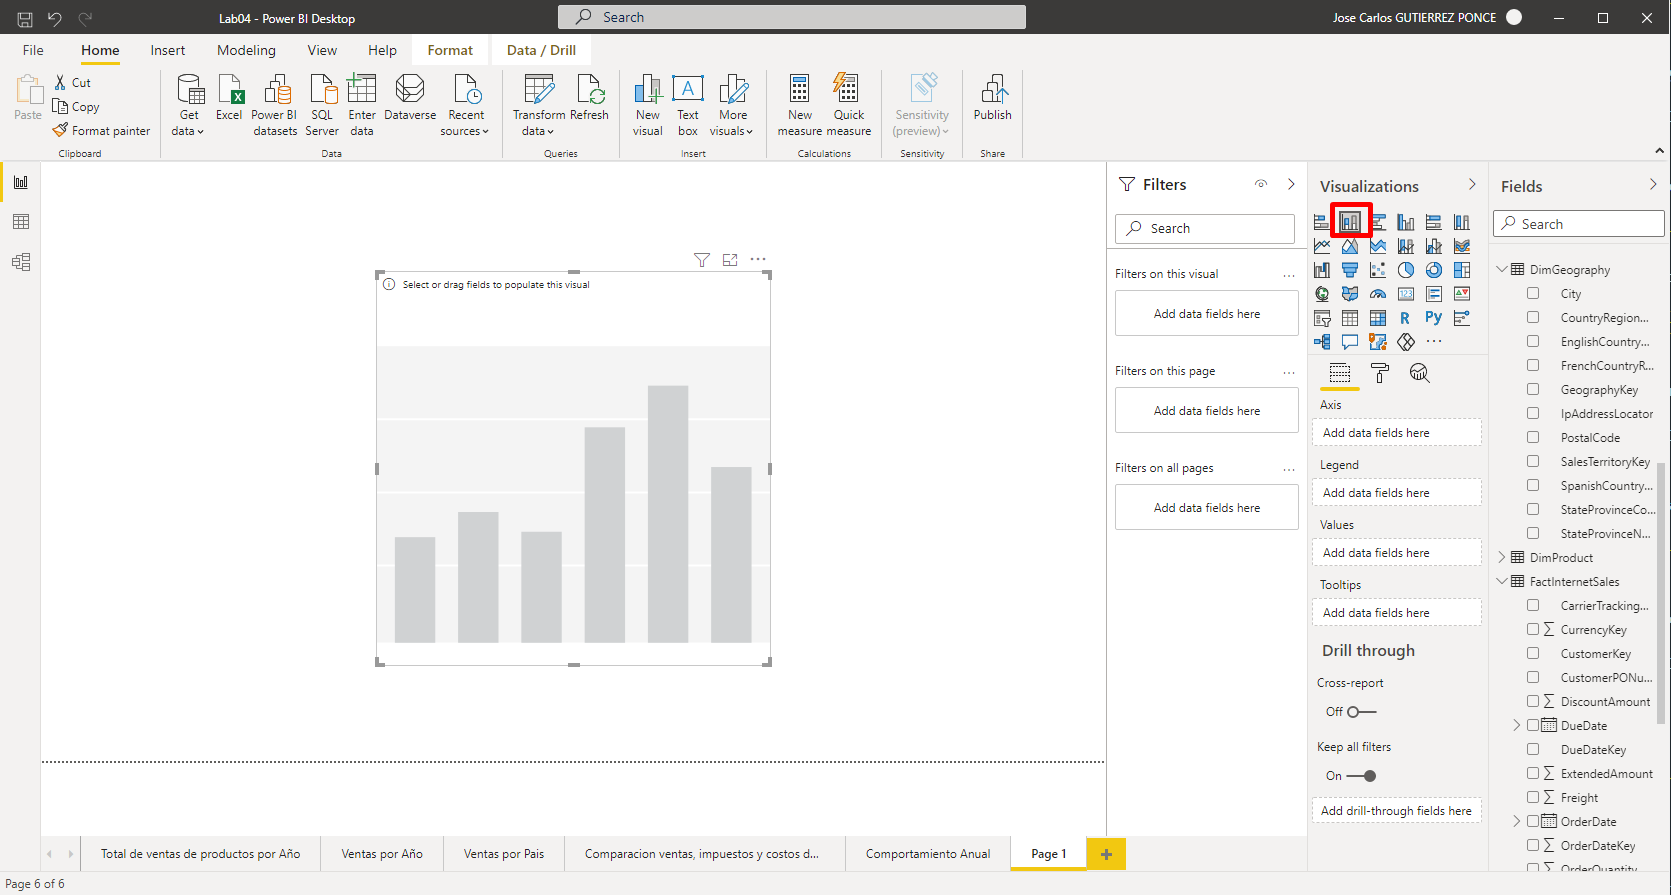 Lab04 - Power BI Desktop
Search
Jose Carlos GUTIERREZ PONCE
File
Home
Insert
Modeling
View
Help
Format
Data / Drill
Paste
Cut
Copy
Format painter
Clipboard
Get data
Excel
Power BI datasets
SQL Server
Enter data
Dataverse
Recent sources
Data
Transform data
Refresh
Queries
New visual
Text box
More visuals
Insert
New measure
Quick measure
Calculations
Sensitivity (preview)
Sensitivity
Publish
Share
Select or drag fields to populate this visual
Filters
Search
Filters on this visual
Add data fields here
Filters on this page
Add data fields here
Filters on all pages
Add data fields here
Visualizations
R
Py
Axis
Add data fields here
Legend
Add data fields here
Values
Add data fields here
Tooltips
Add data fields here
Drill through
Cross-report
Off
Keep all filters
On
Add drill-through fields here
Fields
Search
DimGeography
City
CountryRegion...
EnglishCountry...
FrenchCountryR...
GeographyKey
IpAddressLocator
PostalCode
SalesTerritoryKey
SpanishCountry...
StateProvinceCo...
StateProvinceN...
DimProduct
FactInternetSales
CarrierTracking...
CurrencyKey
CustomerKey
CustomerPONu...
DiscountAmount
DueDate
DueDateKey
ExtendedAmount
Freight
OrderDate
OrderDateKey
OrderQuantity
Total de ventas de productos por Año
Ventas por Año
Ventas por Pais
Comparacion ventas, impuestos y costos d...
Comportamiento Anual
Page 1
Page 6 of 6